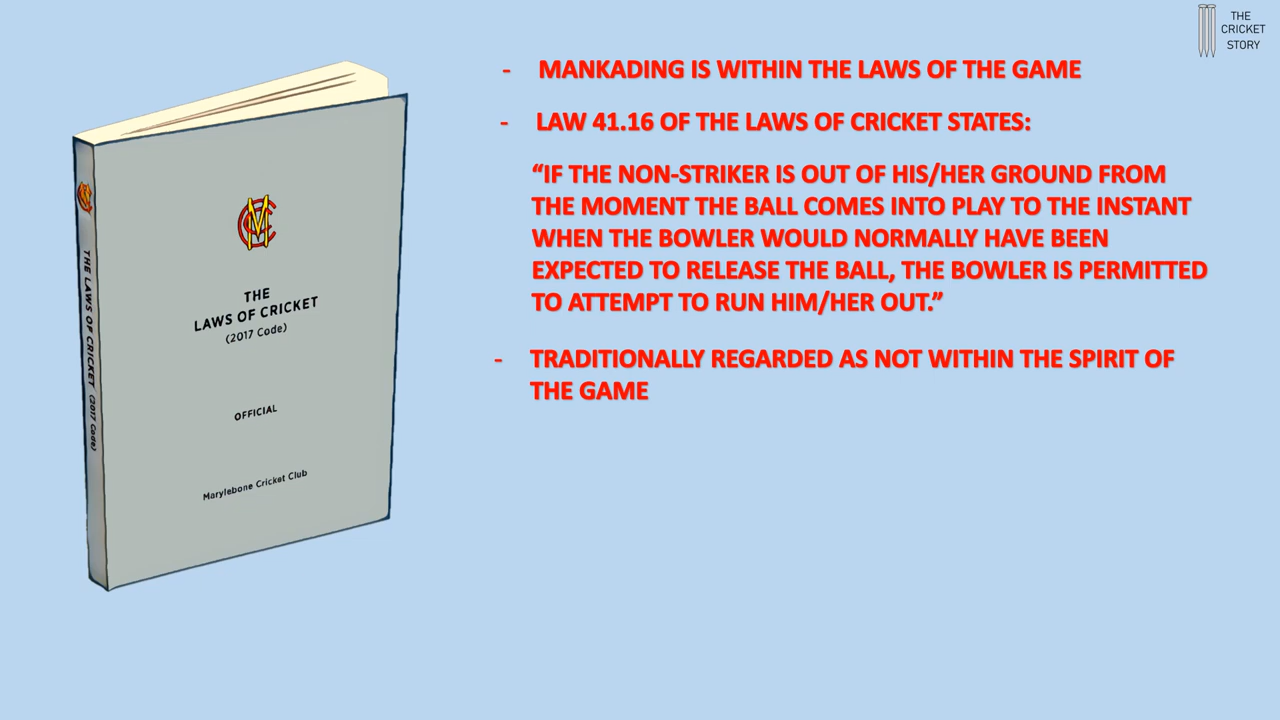 THE
CRICKET
STORY
- MANKADING IS WITHIN THE LAWS OF THE GAME
- LAW 41.16 OF THE LAWS OF CRICKET STATES:
“IF THE NON-STRIKER IS OUT OF HIS/HER GROUND FROM
THE MOMENT THE BALL COMES INTO PLAY TO THE INSTANT
WHEN THE BOWLER WOULD NORMALLY HAVE BEEN
EXPECTED TO RELEASE THE BALL, THE BOWLER IS PERMITTED
TO ATTEMPT TO RUN HIM/HER OUT.”
- TRADITIONALLY REGARDED AS NOT WITHIN THE SPIRIT OF
THE GAME
THE LAWS OF CRICKET (2017 Code)
MCC
THE
LAWS OF CRICKET
(2017 Code)
OFFICIAL
Marylebone Cricket Club